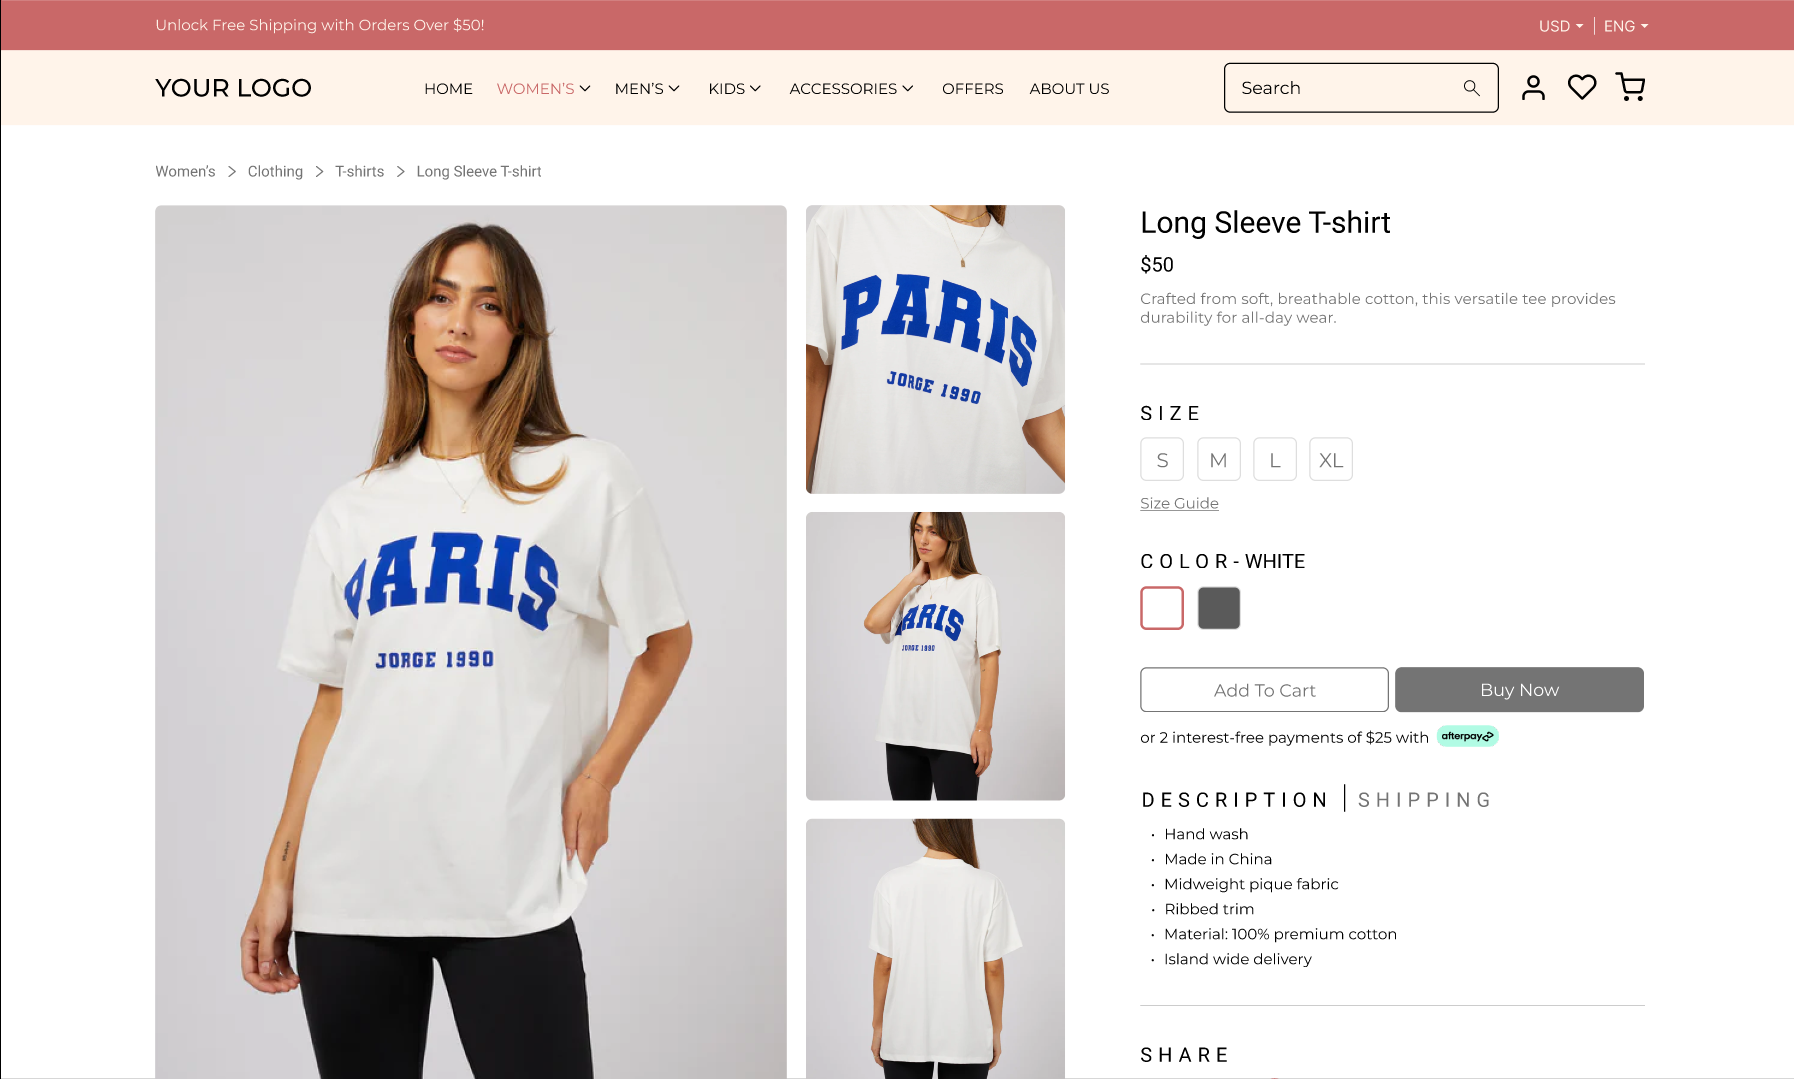 Unlock Free Shipping with Orders Over $50!
USD
ENG
YOUR LOGO
HOME
WOMEN'S
MEN'S
KIDS
ACCESSORIES
OFFERS
ABOUT US
Search
Women's > Clothing > T-shirts > Long Sleeve T-shirt
PARIS
JORGE 1990
PARIS
JORGE 1990
PARIS
JORGE 1990
Long Sleeve T-shirt
$50
Crafted from soft, breathable cotton, this versatile tee provides
durability for all-day wear.
SIZE
S
M
L
XL
Size Guide
COLOR - WHITE
Add To Cart
Buy Now
or 2 interest-free payments of $25 with afterpay
DESCRIPTION | SHIPPING
· Hand wash
· Made in China
· Midweight pique fabric
· Ribbed trim
· Material: 100% premium cotton
· Island wide delivery
SHARE